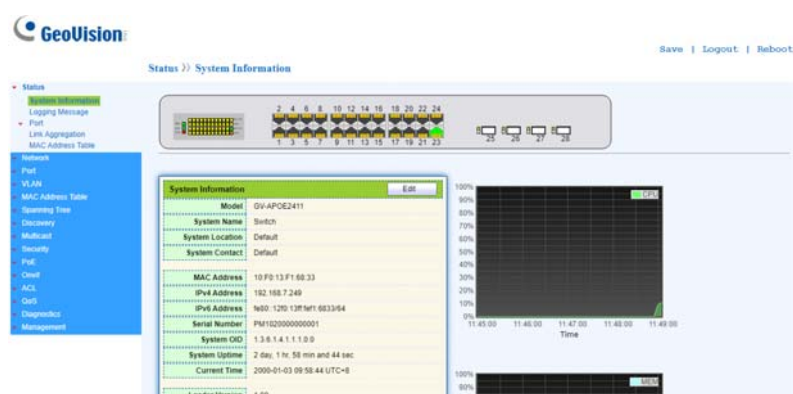 GeoVision
Save | Logout | Reboot
Status >> System Information
Status
System Information
Logging Message
Port
Link Aggregation
MAC Address Table
Network
Port
VLAN
MAC Address Table
Spanning Tree
Discovery
Multicast
Security
PoE
Onvif
ACL
QoS
Diagnostics
Management
2 4 6 8 10 12 14 16 18 20 22 24
1 3 5 7 9 11 13 15 17 19 21 23
25 26 27 28
System Information Edit
Model GV-APOE2411
System Name Switch
System Location Default
System Contact Default
MAC Address 10:F0:13:F1:68:33
IPv4 Address 192.168.7.249
IPv6 Address fe80::12f0:13ff:fef1:6833/64
Serial Number PM1020000000001
System OID 1.3.6.1.4.1.1.1.0.0
System Uptime 2 day, 1 hr, 58 min and 44 sec
Current Time 2000-01-03 09:58:44 UTC+8
CPU
100%
90%
80%
70%
60%
50%
40%
30%
20%
10%
0%
11:45:00 11:46:00 11:47:00 11:48:00 11:49:00
Time
MEM
100%
90%